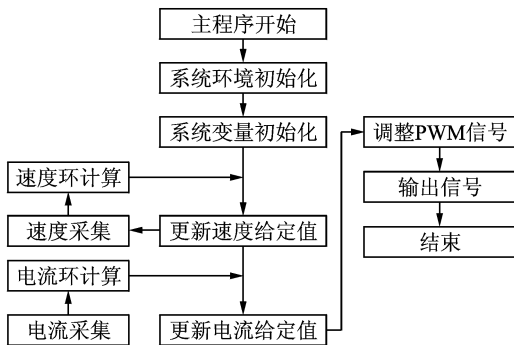 主程序开始
系统环境初始化
系统变量初始化
速度环计算
速度采集
更新速度给定值
电流环计算
电流采集
更新电流给定值
调整PWM信号
输出信号
结束